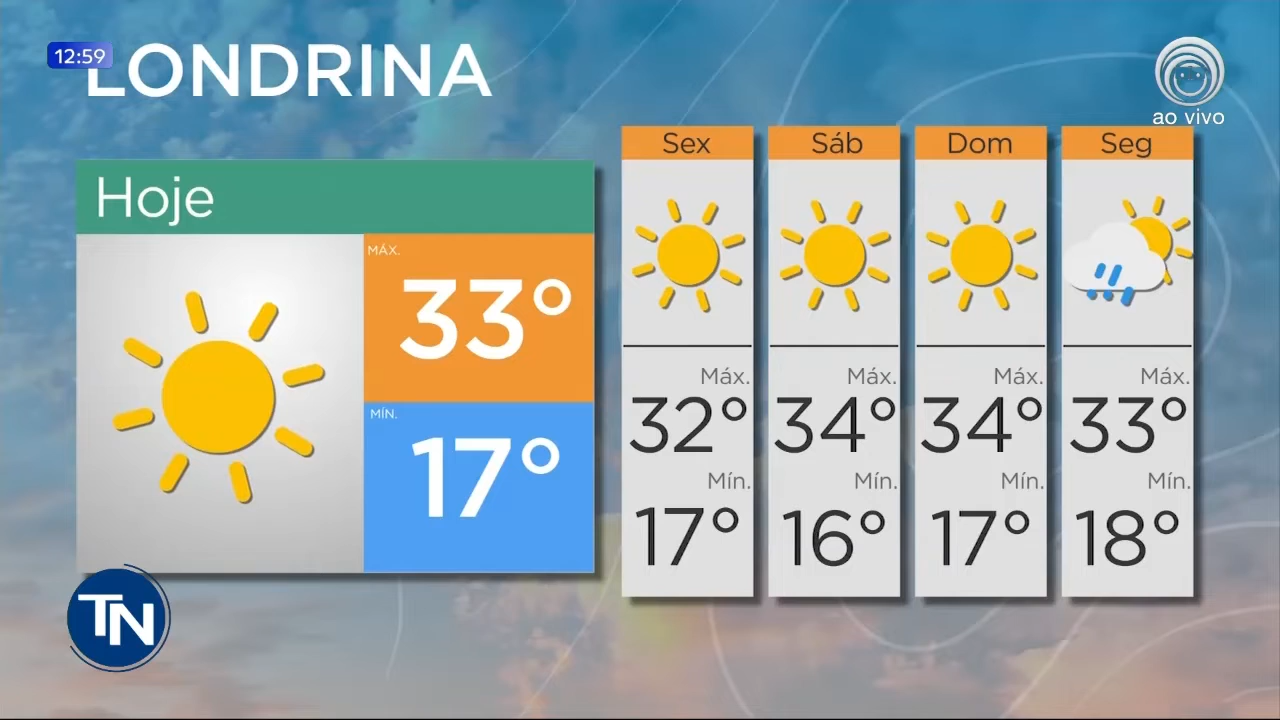 12:59
LONDRINA
ao vivo
Hoje
MÁX.
33°
MÍN.
17°
Sex
Máx.
32°
Mín.
17°
Sáb
Máx.
34°
Mín.
16°
Dom
Máx.
34°
Mín.
17°
Seg
Máx.
33°
Mín.
18°
TN